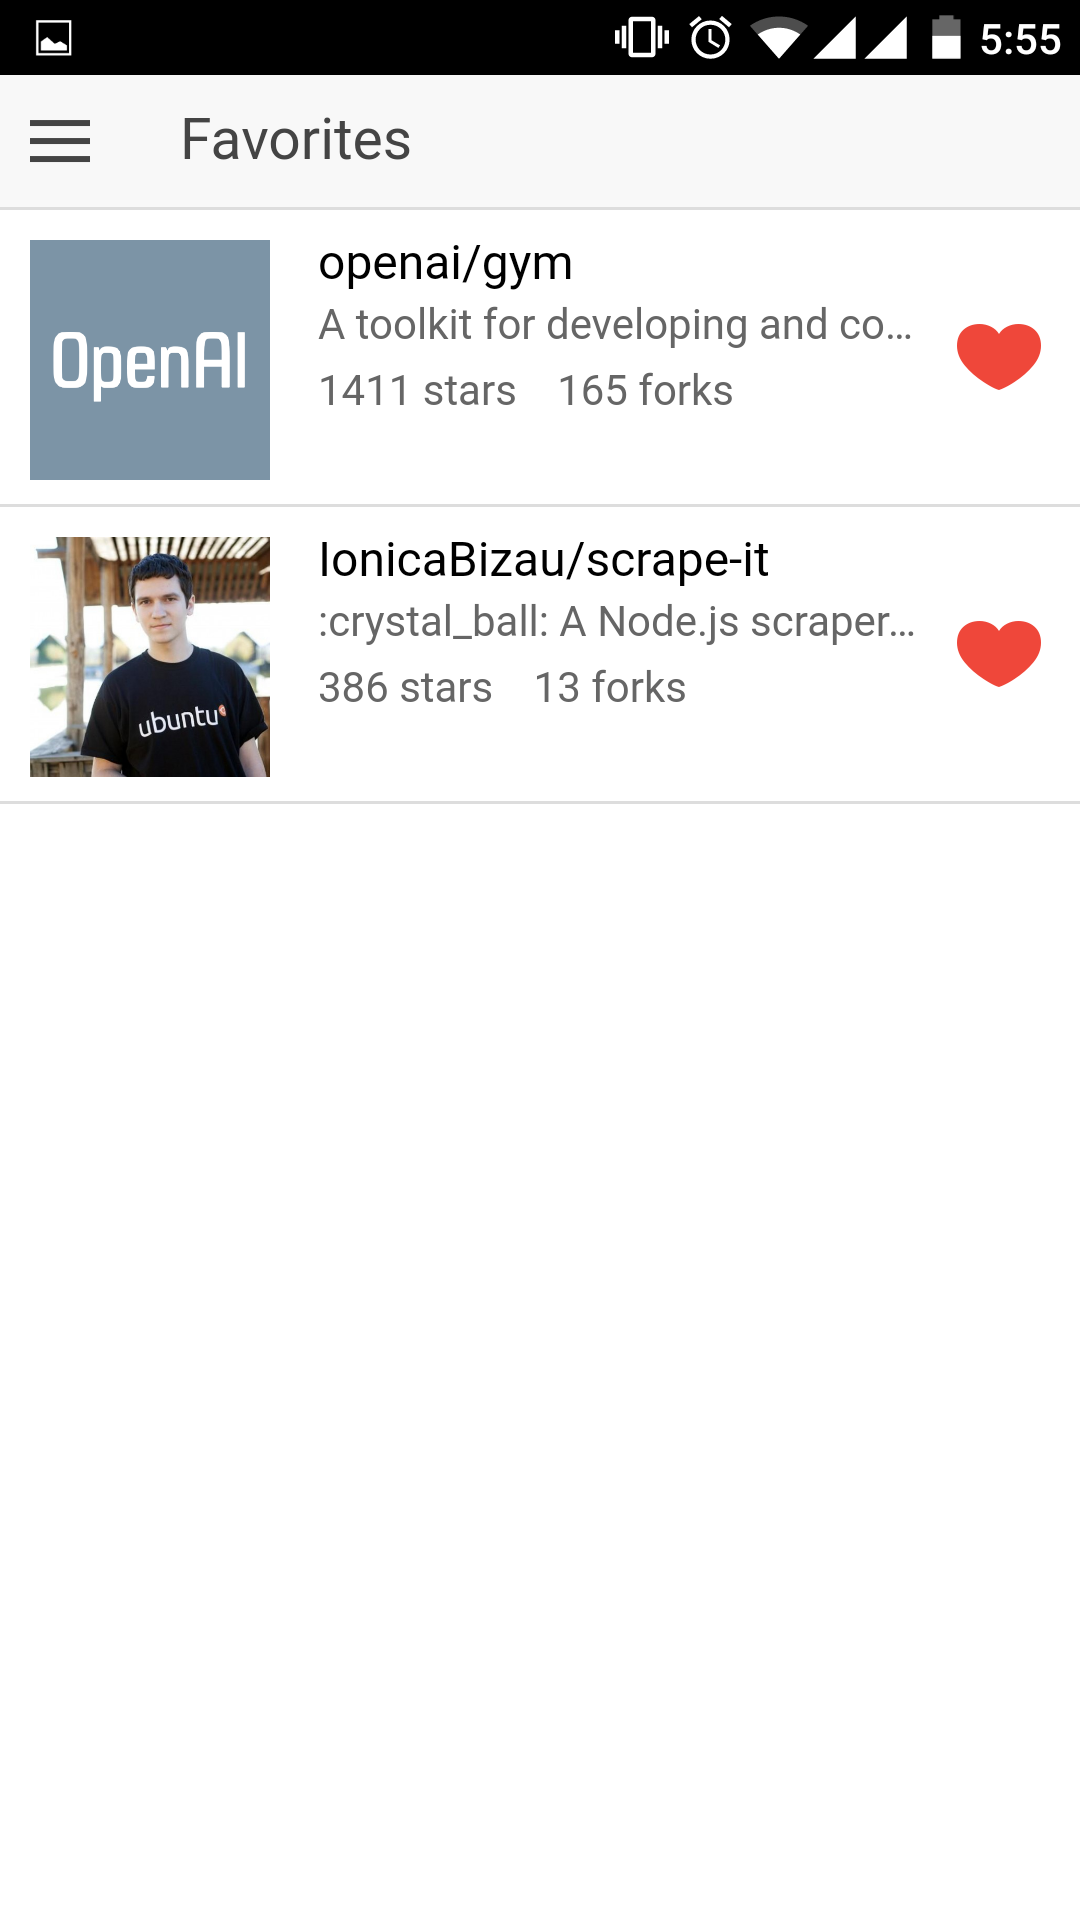 5:55
Favorites
OpenAI
openai/gym
A toolkit for developing and co...
1411 stars 165 forks
ubuntu
IonicaBizau/scrape-it
:crystal_ball: A Node.js scraper...
386 stars 13 forks